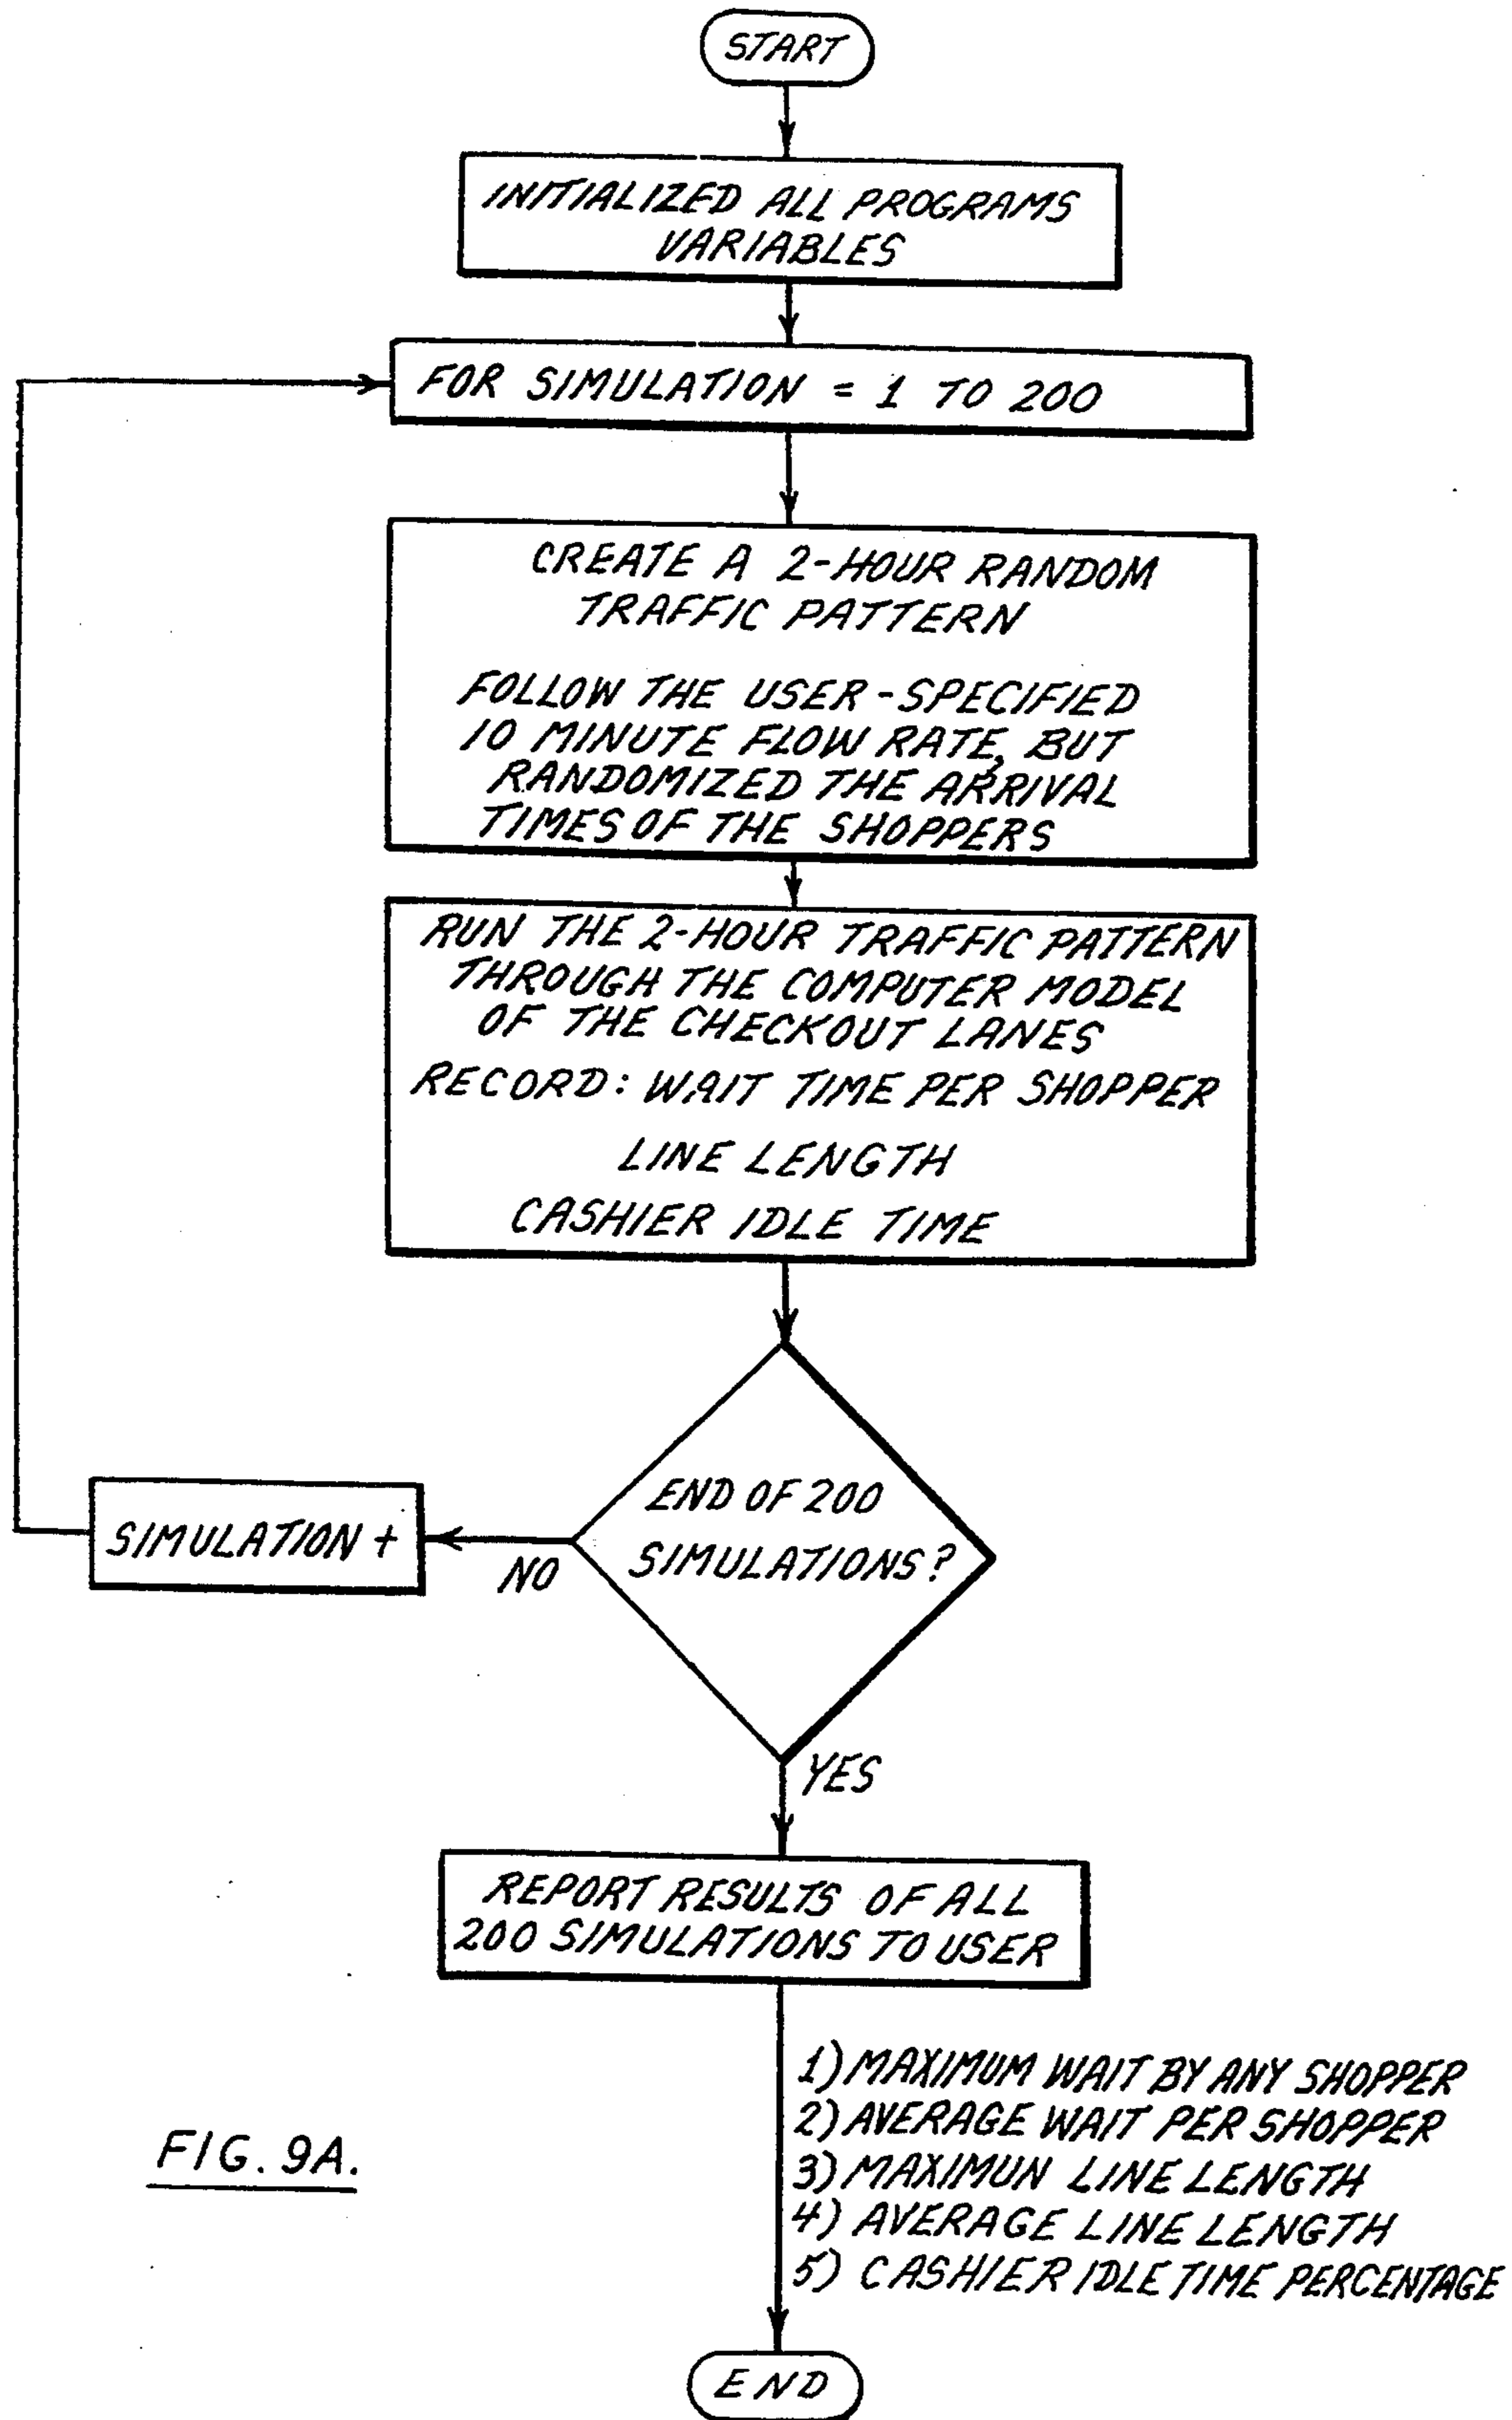 START
INITIALIZED ALL PROGRAMS
VARIABLES
FOR SIMULATION = 1 TO 200
CREATE A 2-HOUR RANDOM
TRAFFIC PATTERN
FOLLOW THE USER-SPECIFIED
10 MINUTE FLOW RATE, BUT
RANDOMIZED THE ARRIVAL
TIMES OF THE SHOPPERS
RUN THE 2-HOUR TRAFFIC PATTERN
THROUGH THE COMPUTER MODEL
OF THE CHECKOUT LANES
RECORD: WAIT TIME PER SHOPPER
LINE LENGTH
CASHIER IDLE TIME
END OF 200
SIMULATIONS?
NO
SIMULATION +
YES
REPORT RESULTS OF ALL
200 SIMULATIONS TO USER
1) MAXIMUM WAIT BY ANY SHOPPER
2) AVERAGE WAIT PER SHOPPER
3) MAXIMUN LINE LENGTH
4) AVERAGE LINE LENGTH
5) CASHIER IDLE TIME PERCENTAGE
END
FIG. 9A.